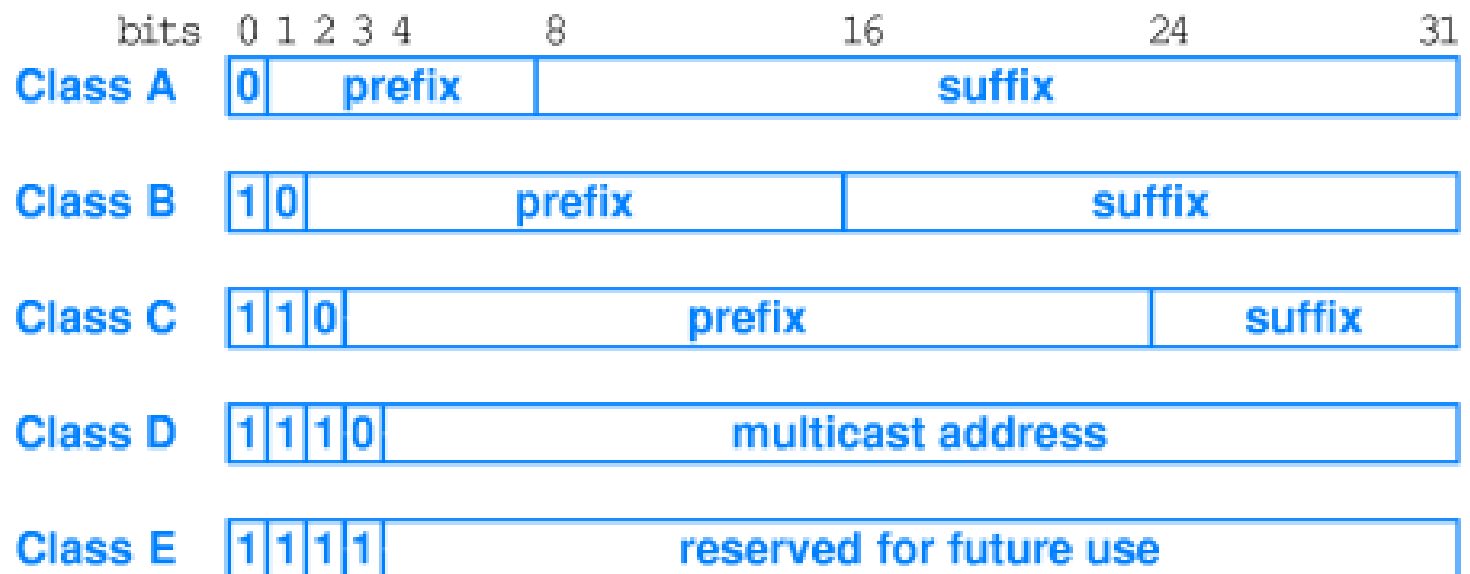 bits 0 1 2 3 4 8 16 24 31
Class A 0 prefix suffix
Class B 1 0 prefix suffix
Class C 1 1 0 prefix suffix
Class D 1 1 1 0 multicast address
Class E 1 1 1 1 reserved for future use